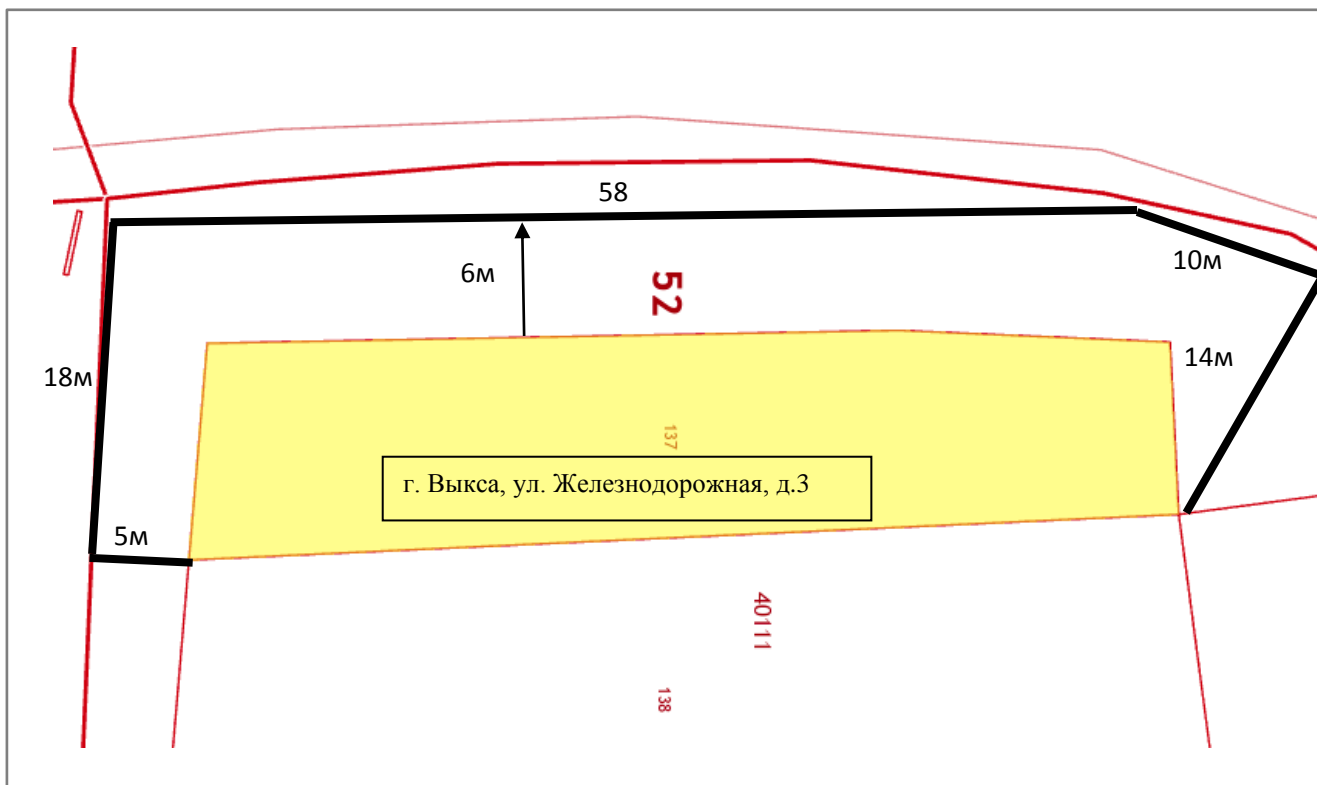 58
10м
6м
52
14м
18м
137
г. Выкса, ул. Железнодорожная, д.3
5м
40111
138